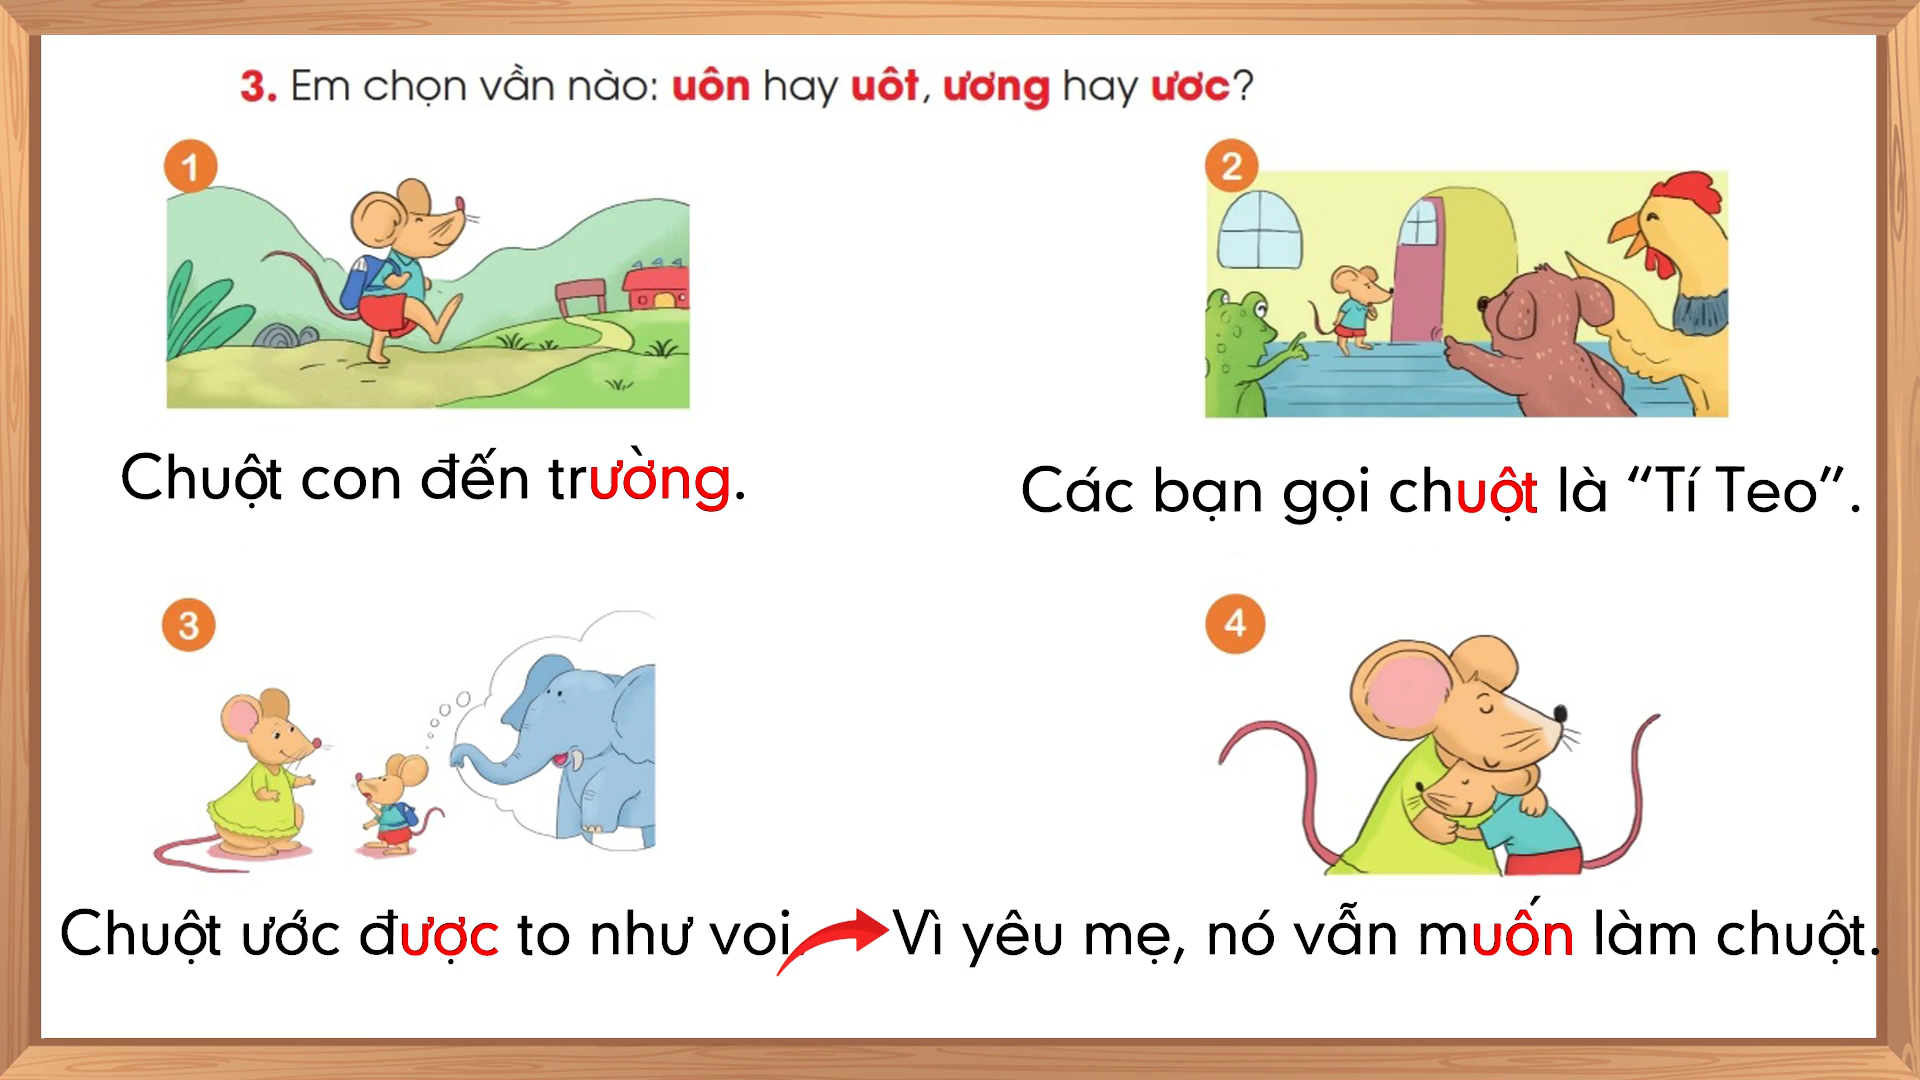 3. Em chọn vần nào: uôn hay uôt, ương hay ươc?
1
2
Chuột con đến trường.
Các bạn gọi chuột là “Tí Teo”.
3
4
Chuột ước được to như voi.
Vì yêu mẹ, nó vẫn muốn làm chuột.